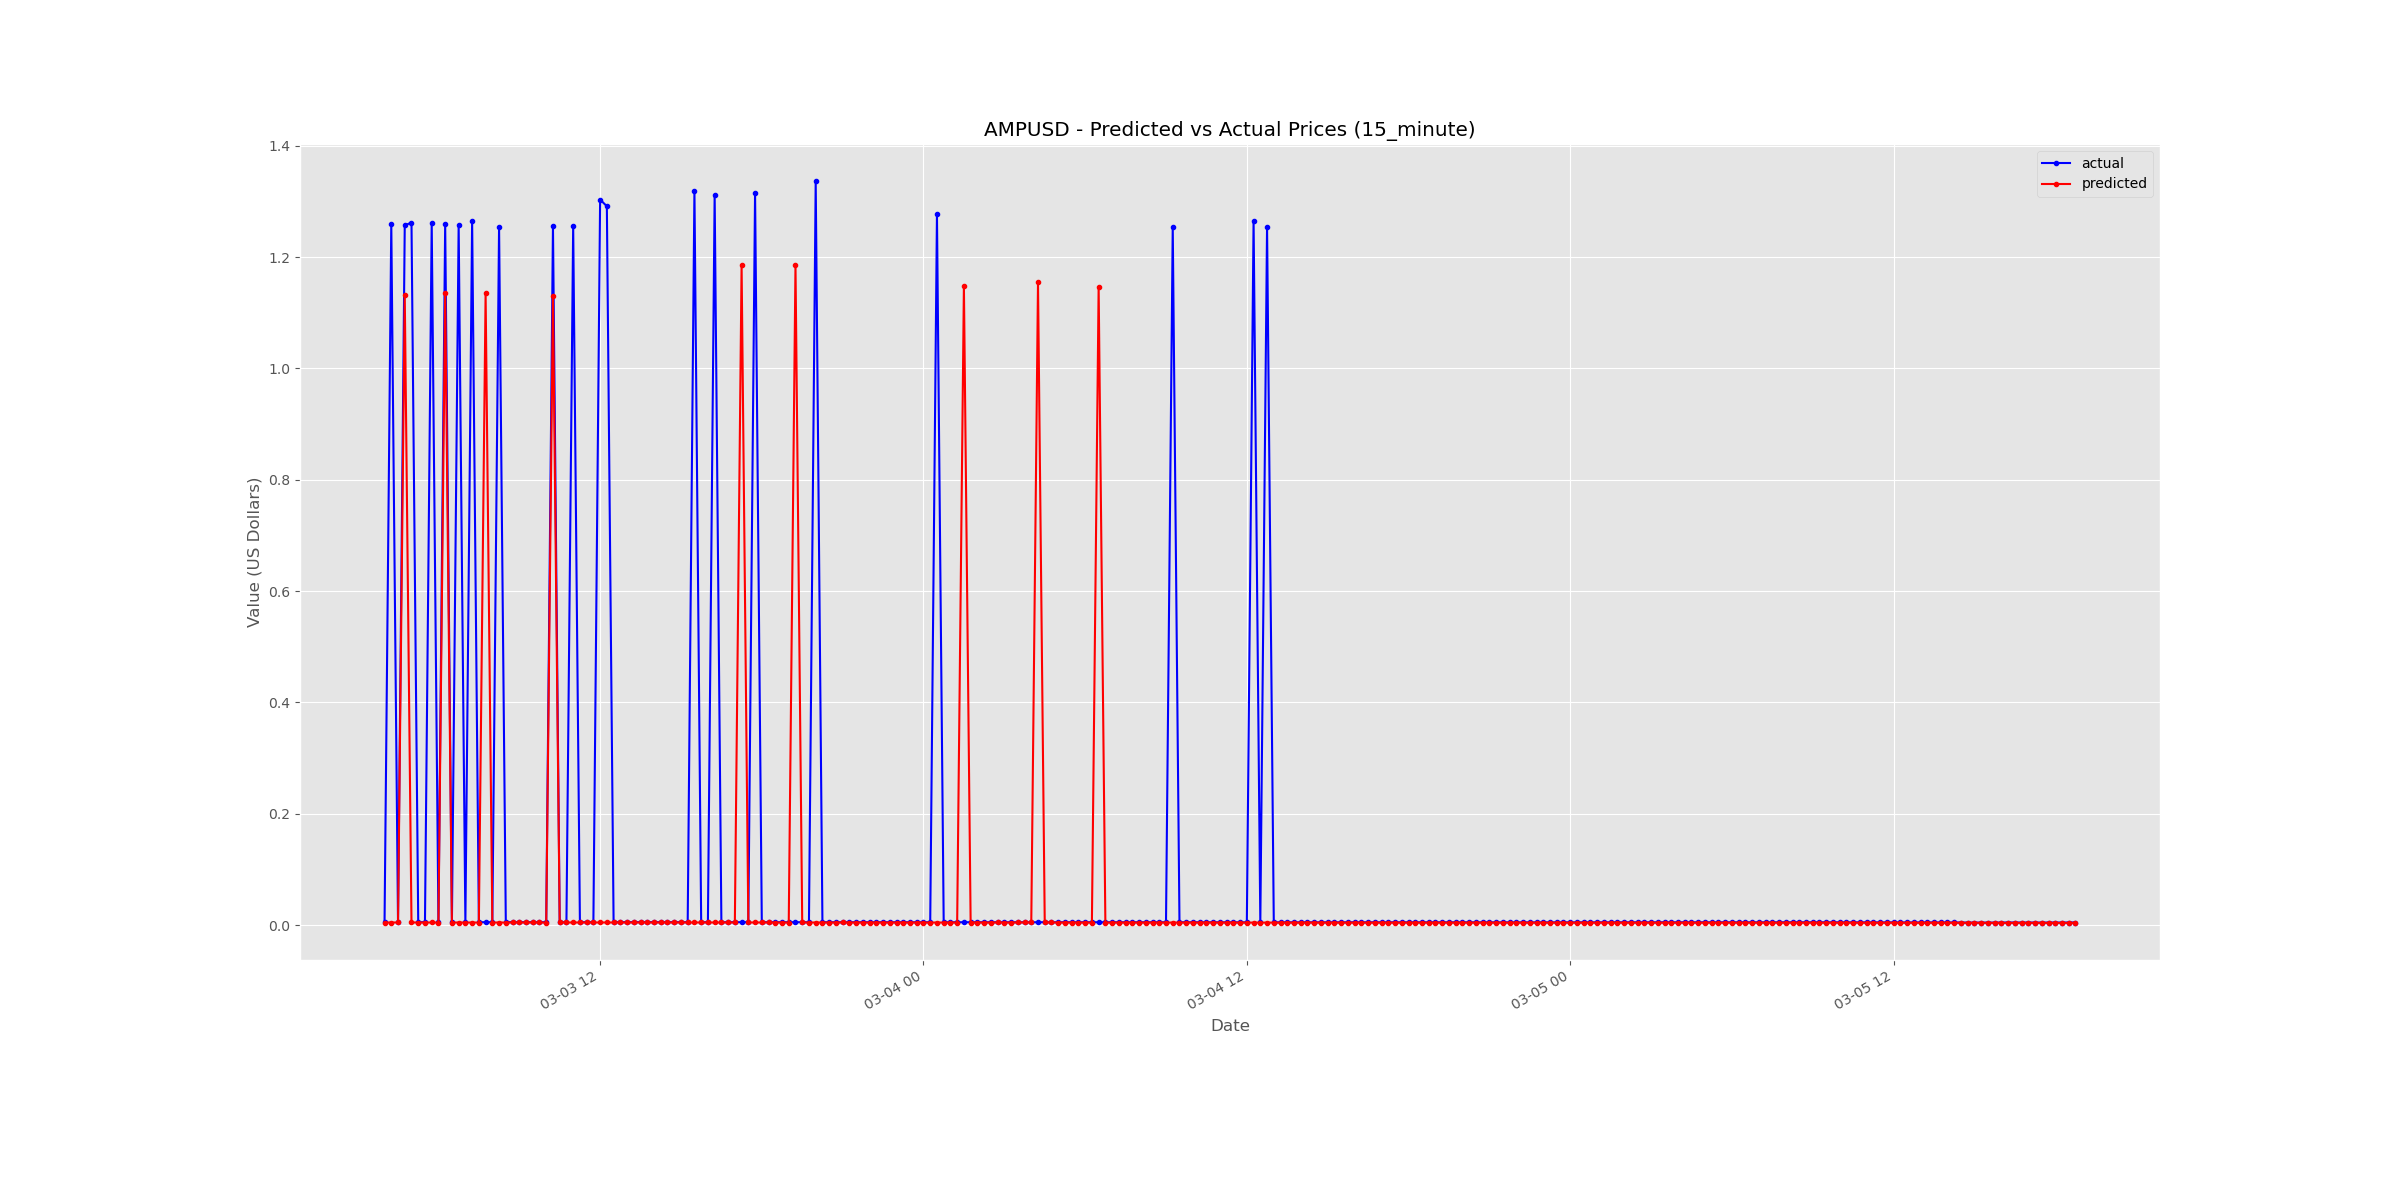 AMPUSD - Predicted vs Actual Prices (15_minute)
actual
predicted
Value (US Dollars)
1.4
1.2
1.0
0.8
0.6
0.4
0.2
0.0
03-03 12
03-04 00
03-04 12
03-05 00
03-05 12
Date